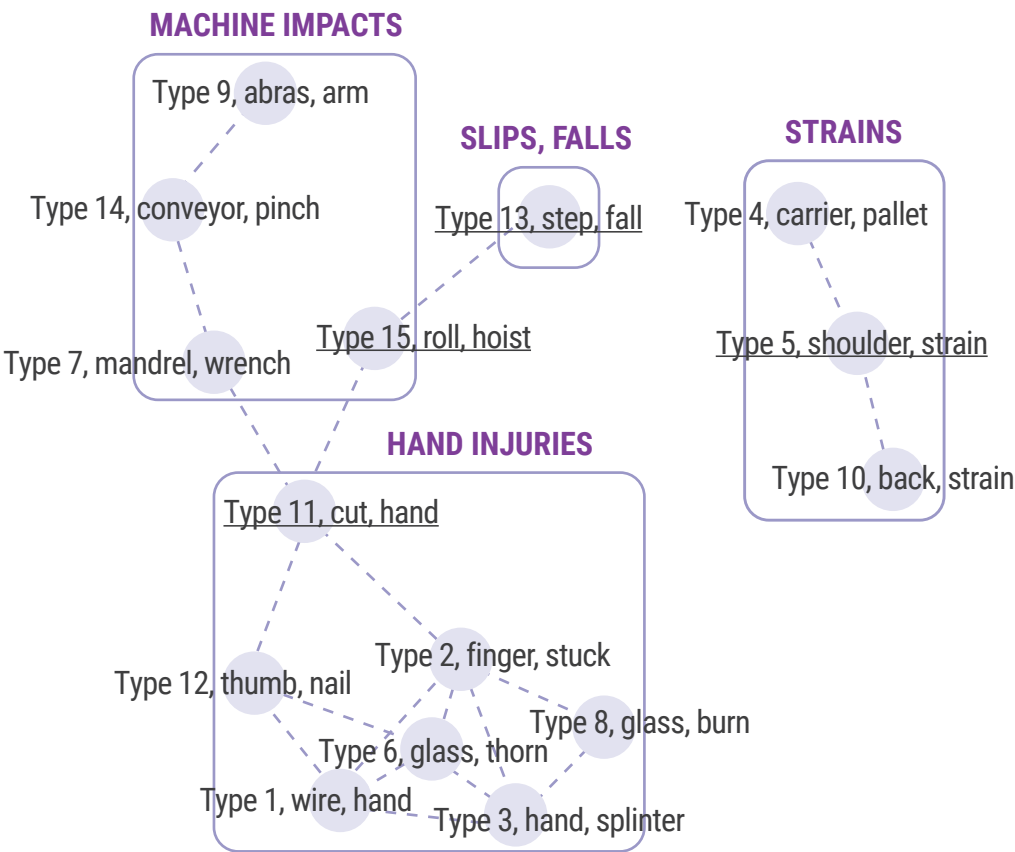 MACHINE IMPACTS
Type 9, abras, arm
Type 14, conveyor, pinch
Type 7, mandrel, wrench
Type 15, roll, hoist
SLIPS, FALLS
Type 13, step, fall
STRAINS
Type 4, carrier, pallet
Type 5, shoulder, strain
Type 10, back, strain
HAND INJURIES
Type 11, cut, hand
Type 2, finger, stuck
Type 12, thumb, nail
Type 8, glass, burn
Type 6, glass, thorn
Type 1, wire, hand
Type 3, hand, splinter